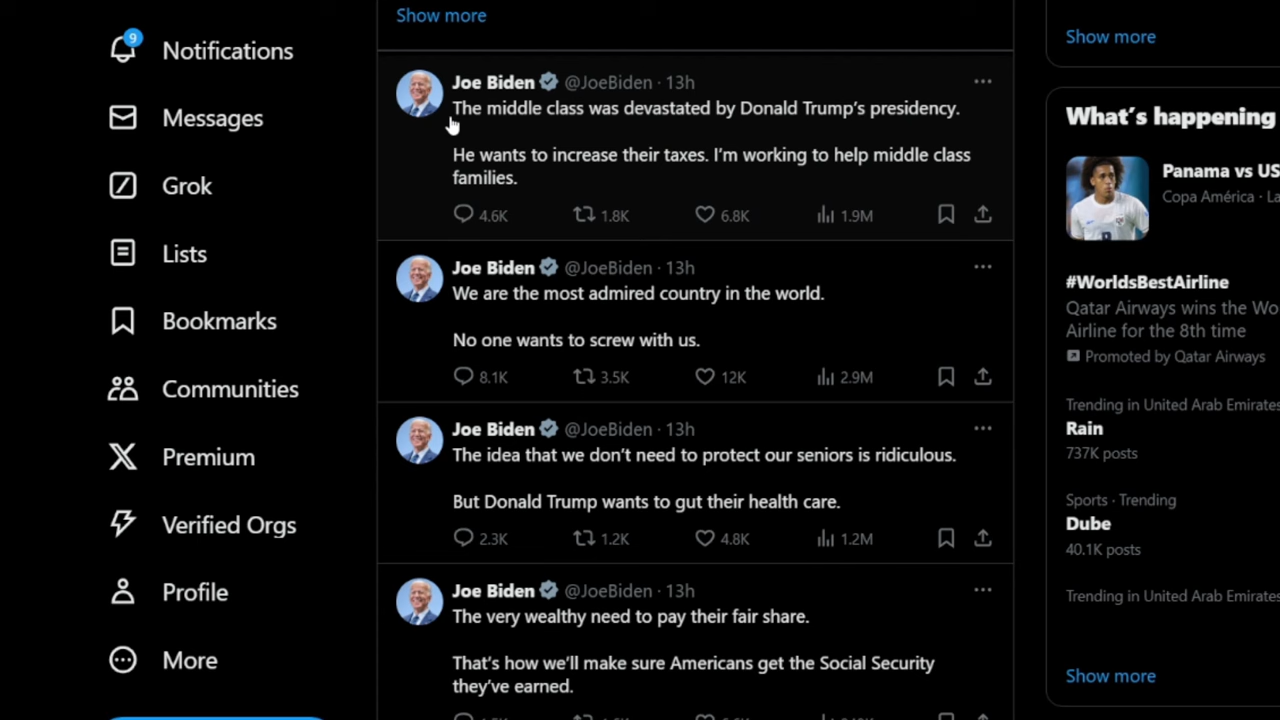 Show more
9
Notifications
Messages
Grok
Lists
Bookmarks
Communities
Premium
Verified Orgs
Profile
More
Joe Biden @JoeBiden · 13h
The middle class was devastated by Donald Trump's presidency.
He wants to increase their taxes. I'm working to help middle class
families.
4.6K 1.8K 6.8K 1.9M
Joe Biden @JoeBiden · 13h
We are the most admired country in the world.
No one wants to screw with us.
8.1K 3.5K 12K 2.9M
Joe Biden @JoeBiden · 13h
The idea that we don't need to protect our seniors is ridiculous.
But Donald Trump wants to gut their health care.
2.3K 1.2K 4.8K 1.2M
Joe Biden @JoeBiden · 13h
The very wealthy need to pay their fair share.
That's how we'll make sure Americans get the Social Security
they've earned.
Show more
What's happening
Panama vs US
Copa América · La
#WorldsBestAirline
Qatar Airways wins the Wo
Airline for the 8th time
Promoted by Qatar Airways
Trending in United Arab Emirates
Rain
737K posts
Sports · Trending
Dube
40.1K posts
Trending in United Arab Emirates
Show more